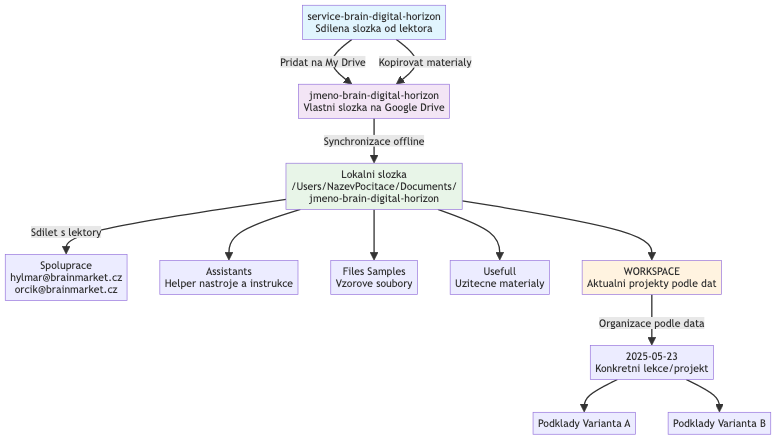 service-brain-digital-horizon
Sdilena slozka od lektora
Pridat na My Drive
Kopirovat materialy
jmeno-brain-digital-horizon
Vlastni slozka na Google Drive
Synchronizace offline
Lokalni slozka
/Users/NazevPocitace/Documents/
jmeno-brain-digital-horizon
Sdilet s lektory
Spoluprace
hylmar@brainmarket.cz
orcik@brainmarket.cz
Assistants
Helper nastroje a instrukce
Files Samples
Vzorove soubory
Usefull
Uzitecne materialy
WORKSPACE
Aktualni projekty podle dat
Organizace podle data
2025-05-23
Konkretni lekce/projekt
Podklady Varianta A
Podklady Varianta B